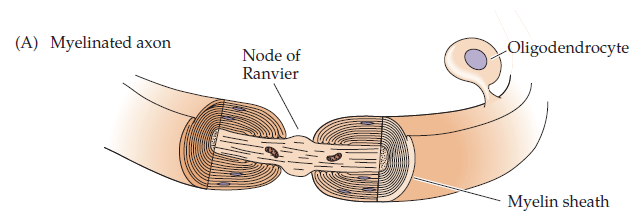 (A) Myelinated axon
Node of
Ranvier
Oligodendrocyte
Myelin sheath